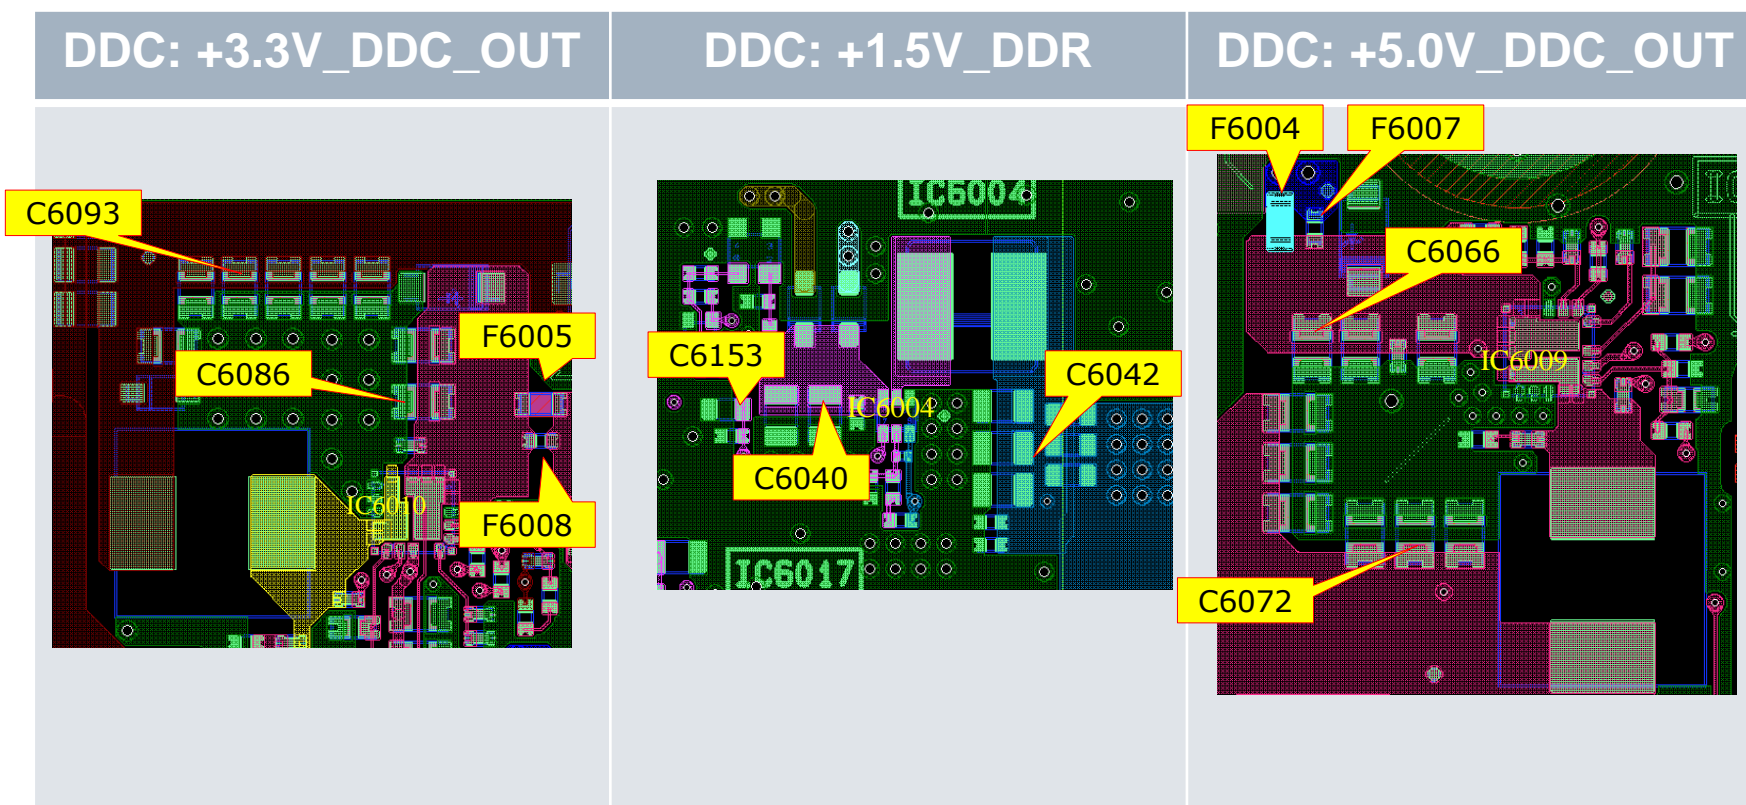 DDC: +3.3V_DDC_OUT
DDC: +1.5V_DDR
DDC: +5.0V_DDC_OUT
C6093
C6086
F6005
F6008
IC6010
IC6004
C6153
C6042
IC6004
C6040
IC6017
F6004
F6007
C6066
IC6009
C6072